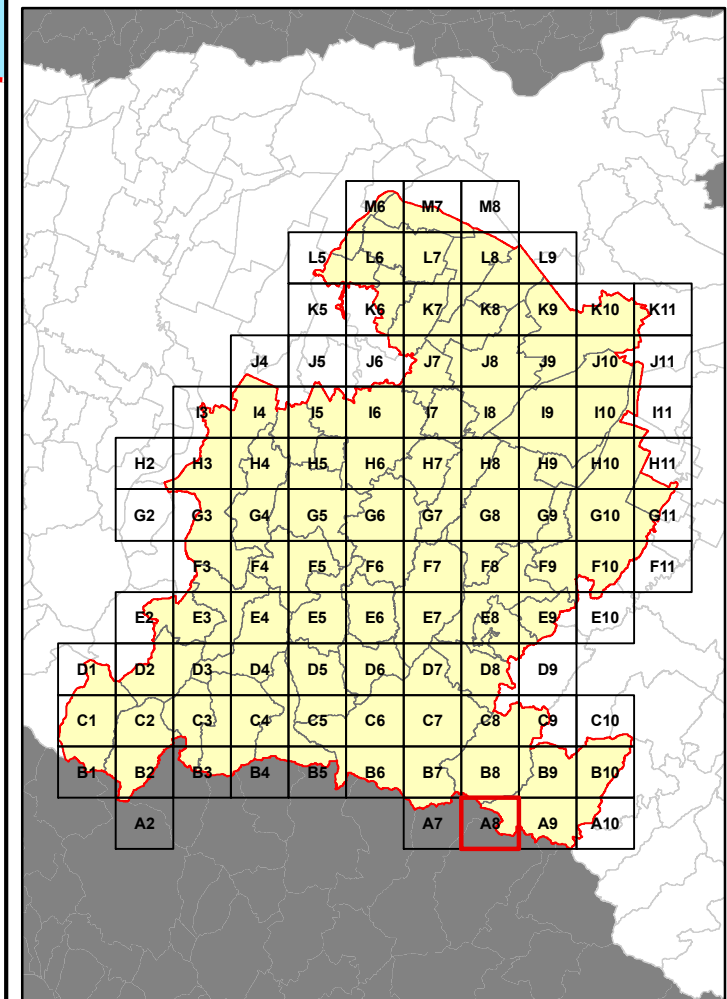 M6 M7 M8
L5 L6 L7 L8 L9
K5 K6 K7 K8 K9 K10 K11
J4 J5 J6 J7 J8 J9 J10 J11
I3 I4 I5 I6 I7 I8 I9 I10 I11
H2 H3 H4 H5 H6 H7 H8 H9 H10 H11
G2 G3 G4 G5 G6 G7 G8 G9 G10 G11
F3 F4 F5 F6 F7 F8 F9 F10 F11
E2 E3 E4 E5 E6 E7 E8 E9 E10
D1 D2 D3 D4 D5 D6 D7 D8 D9
C1 C2 C3 C4 C5 C6 C7 C8 C9 C10
B1 B2 B3 B4 B5 B6 B7 B8 B9 B10
A2 A7 A8 A9 A10